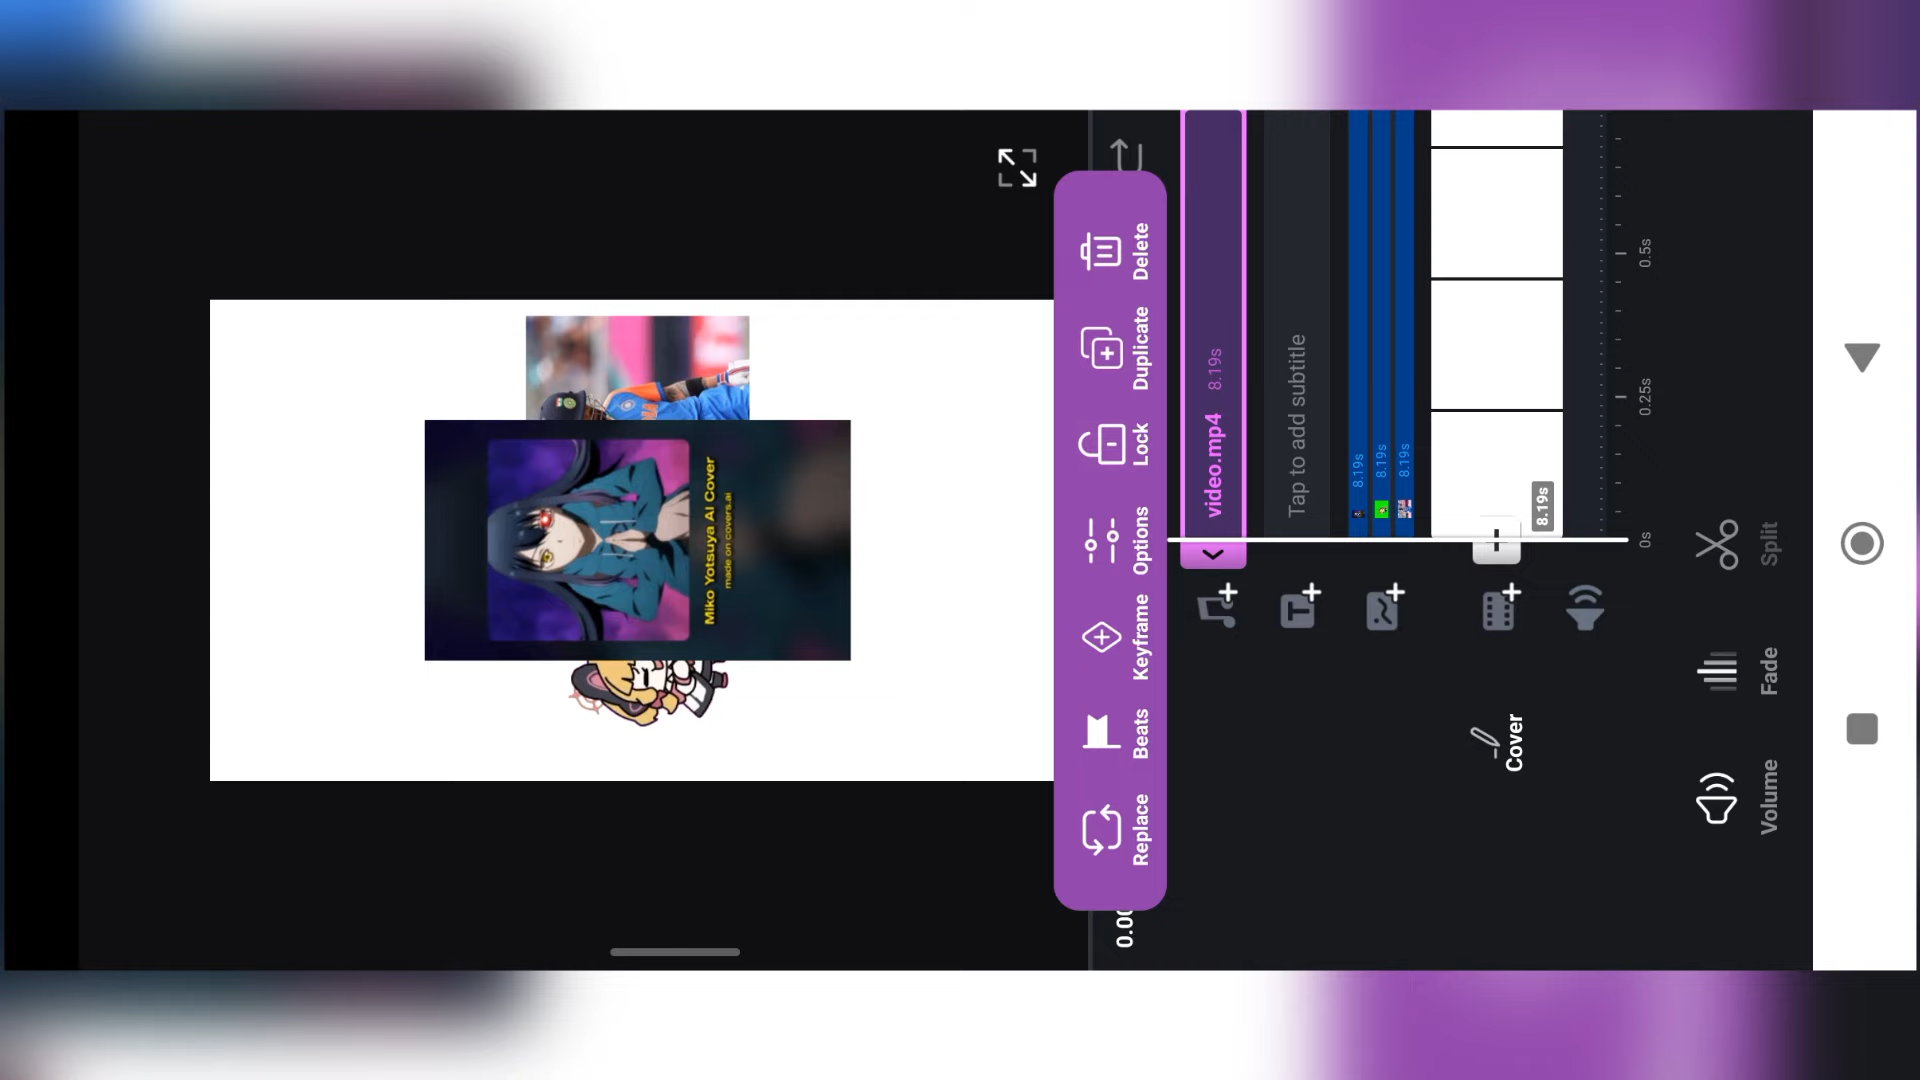 Miko Yotsuya AI Cover
made on covers.ai
0.00
Replace
Beats
Keyframe
Options
Lock
Duplicate
Delete
video.mp4 8.19s
Tap to add subtitle
8.19s
8.19s
8.19s
Cover
8.19s
0s
0.25s
0.5s
Volume
Fade
Split